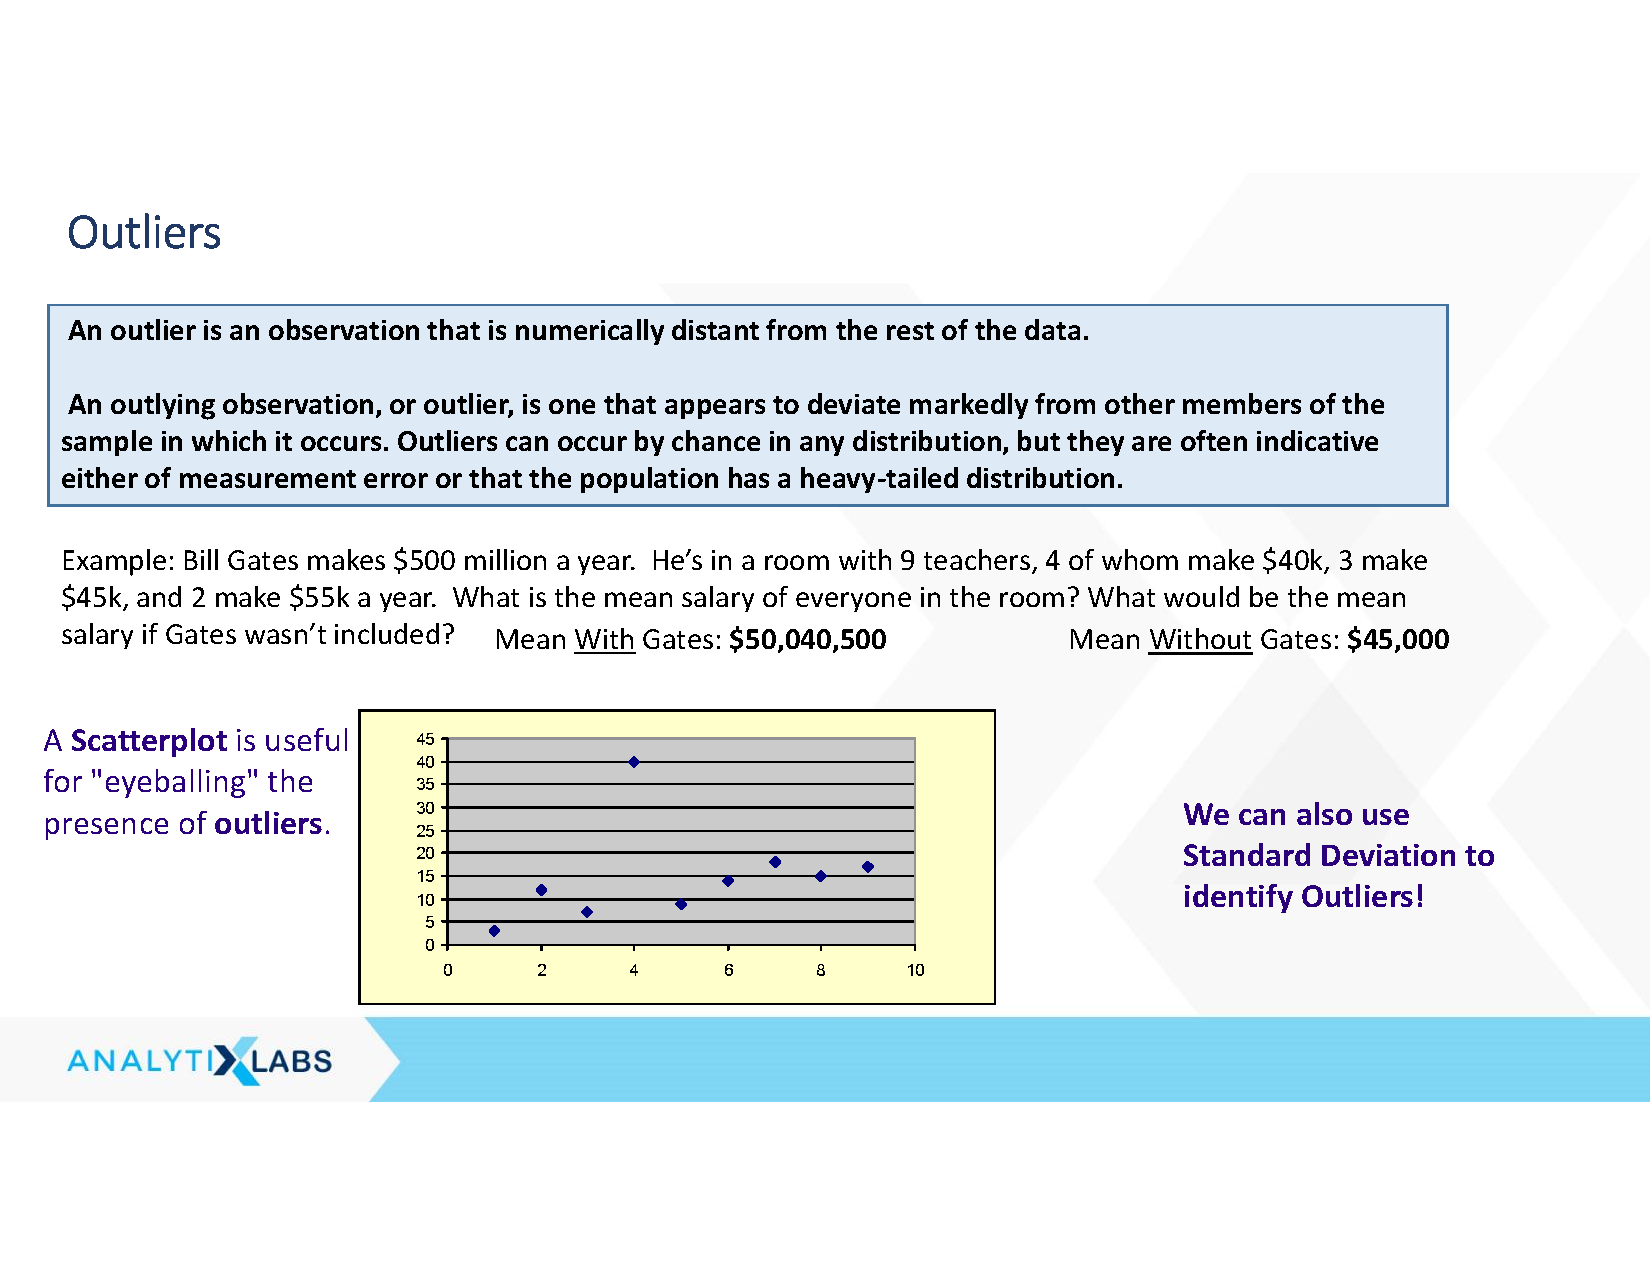 Outliers
An outlier is an observation that is numerically distant from the rest of the data.
An outlying observation, or outlier, is one that appears to deviate markedly from other members of the
sample in which it occurs. Outliers can occur by chance in any distribution, but they are often indicative
either of measurement error or that the population has a heavy-tailed distribution.
Example: Bill Gates makes $500 million a year.  He’s in a room with 9 teachers, 4 of whom make $40k, 3 make
$45k, and 2 make $55k a year.  What is the mean salary of everyone in the room? What would be the mean
salary if Gates wasn’t included?
Mean With Gates: $50,040,500
Mean Without Gates: $45,000
A Scatterplot is useful
for "eyeballing" the
presence of outliers.
45
40
35
30
25
20
15
10
5
0
0 2 4 6 8 10
We can also use
Standard Deviation to
identify Outliers!
ANALYTIXLABS